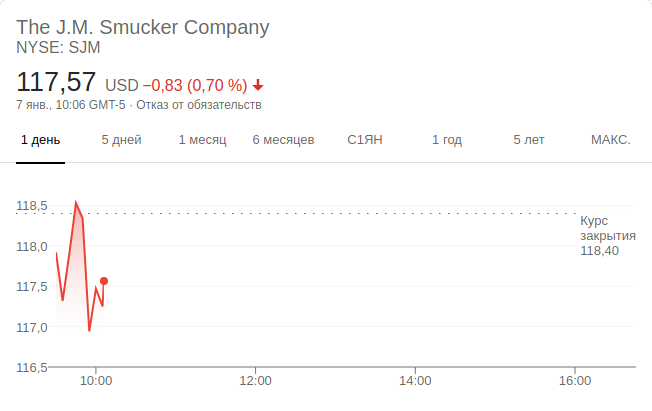 The J.M. Smucker Company
NYSE: SJM
117,57 USD −0,83 (0,70 %)
7 янв., 10:06 GMT-5 · Отказ от обязательств
1 день 5 дней 1 месяц 6 месяцев С1ЯН 1 год 5 лет МАКС.
118,5
Курс
закрытия
118,40
118,0
117,5
117,0
116,5
10:00 12:00 14:00 16:00